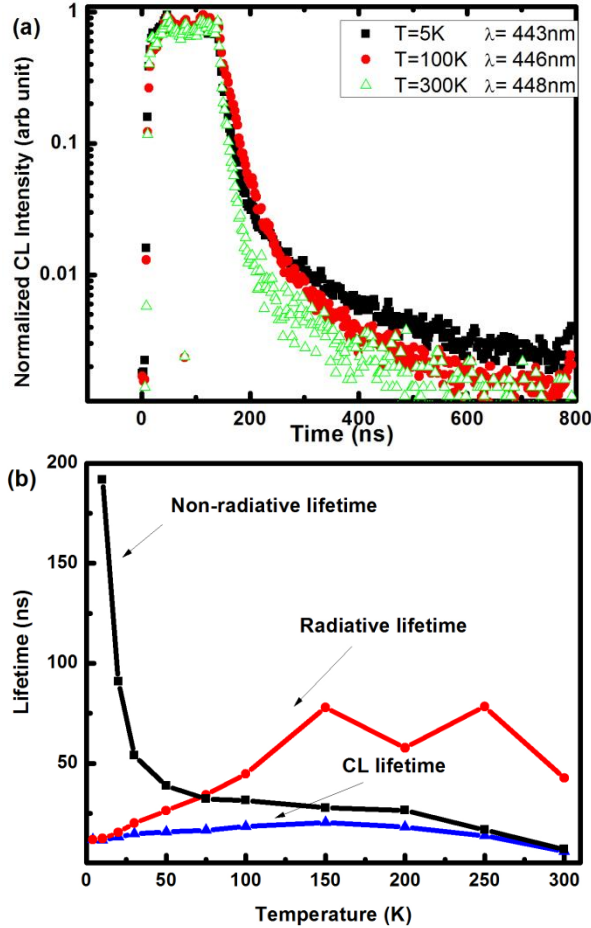 (a)
T=5K λ= 443nm
T=100K λ= 446nm
T=300K λ= 448nm
Normalized CL Intensity (arb unit)
1
0.1
0.01
0 200 400 600 800
Time (ns)
(b)
200
150
100
50
0 50 100 150 200 250 300
Lifetime (ns)
Non-radiative lifetime
Radiative lifetime
CL lifetime
Temperature (K)